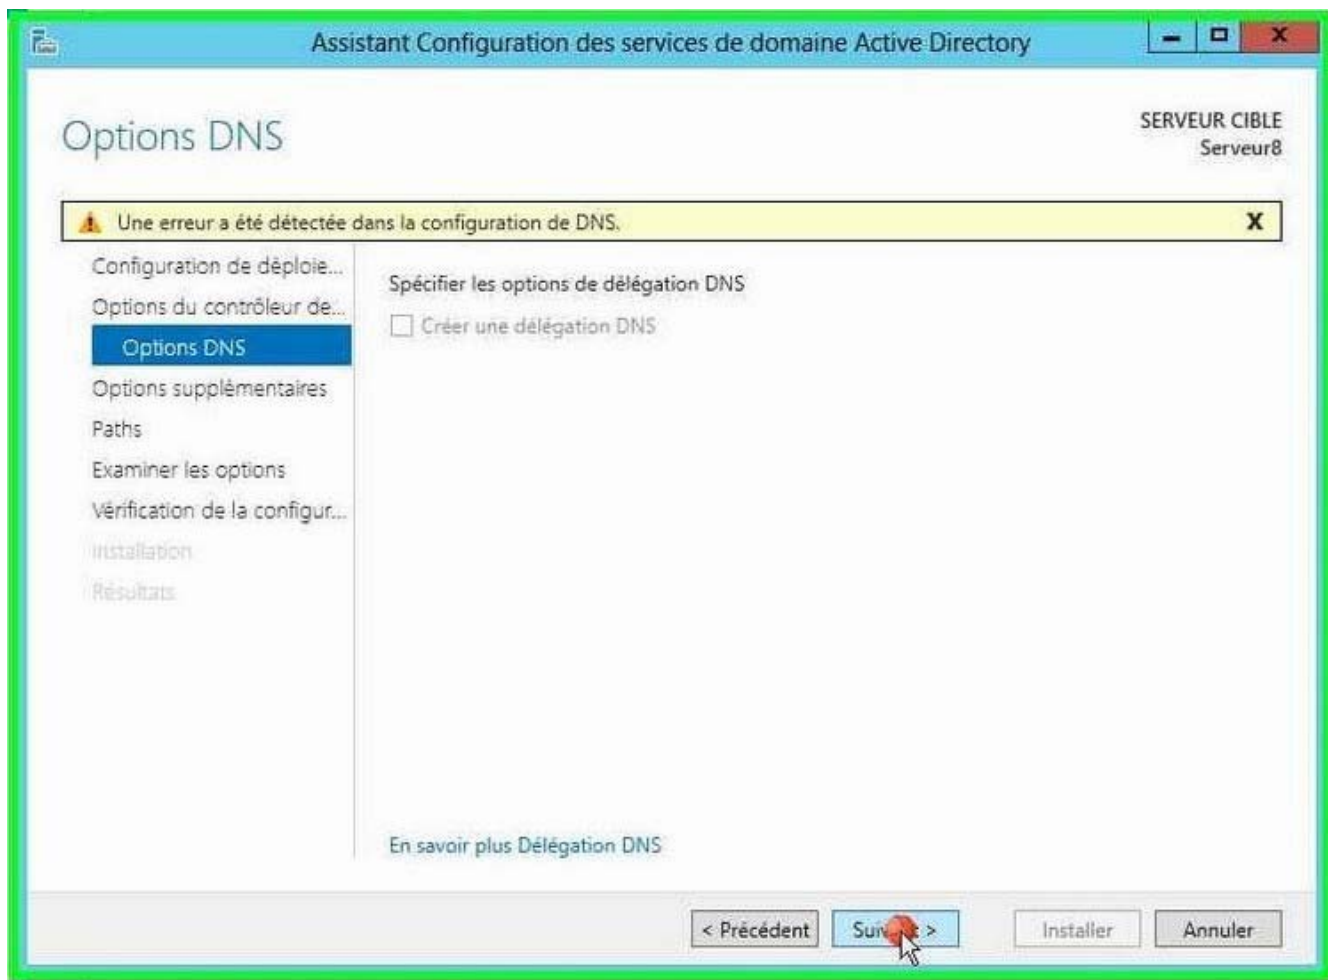 Assistant Configuration des services de domaine Active Directory
Options DNS
SERVEUR CIBLE
Serveur8
Une erreur a été détectée dans la configuration de DNS.
X
Configuration de déploie...
Options du contrôleur de...
Options DNS
Options supplémentaires
Paths
Examiner les options
Vérification de la configur...
Installation
Résultats
Spécifier les options de délégation DNS
Créer une délégation DNS
En savoir plus Délégation DNS
< Précédent
Suivant >
Installer
Annuler